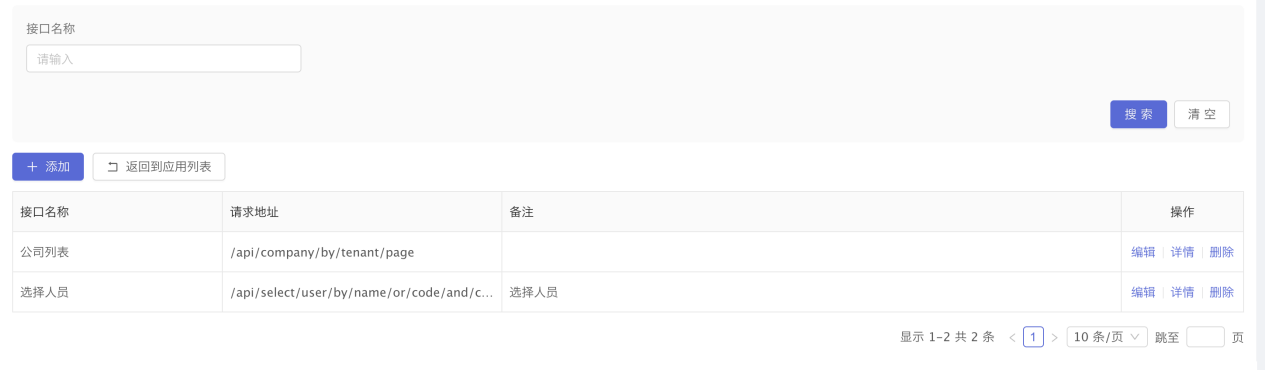 接口名称
请输入
搜 索 清 空
+ 添加 返回到应用列表
接口名称 请求地址 备注 操作
公司列表 /api/company/by/tenant/page 编辑 详情 删除
选择人员 /api/select/user/by/name/or/code/and/c... 选择人员 编辑 详情 删除
显示 1-2 共 2 条 < 1 > 10 条/页 跳至 页